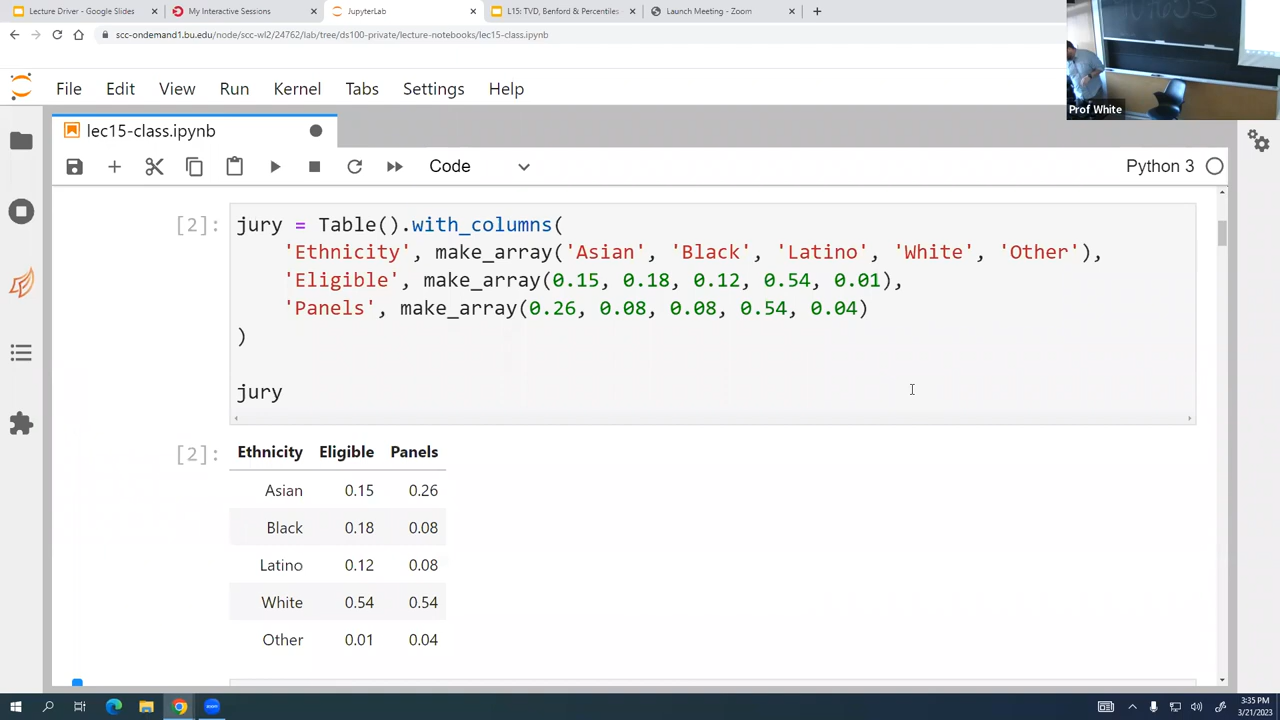 Lecture Driver - Google Slides
My Interactive Sessions
JupyterLab
L15: TVD, Benford & Percentiles
Launch Meeting - Zoom
scc-ondemand1.bu.edu/node/scc-wl2/24762/lab/tree/ds100-private/lecture-notebooks/lec15-class.ipynb
Prof White
File Edit View Run Kernel Tabs Settings Help
lec15-class.ipynb
Code
Python 3
[2]:
jury = Table().with_columns(
'Ethnicity', make_array('Asian', 'Black', 'Latino', 'White', 'Other'),
'Eligible', make_array(0.15, 0.18, 0.12, 0.54, 0.01),
'Panels', make_array(0.26, 0.08, 0.08, 0.54, 0.04)
)
jury
[2]:
Ethnicity Eligible Panels
Asian 0.15 0.26
Black 0.18 0.08
Latino 0.12 0.08
White 0.54 0.54
Other 0.01 0.04
3:35 PM
3/21/2023